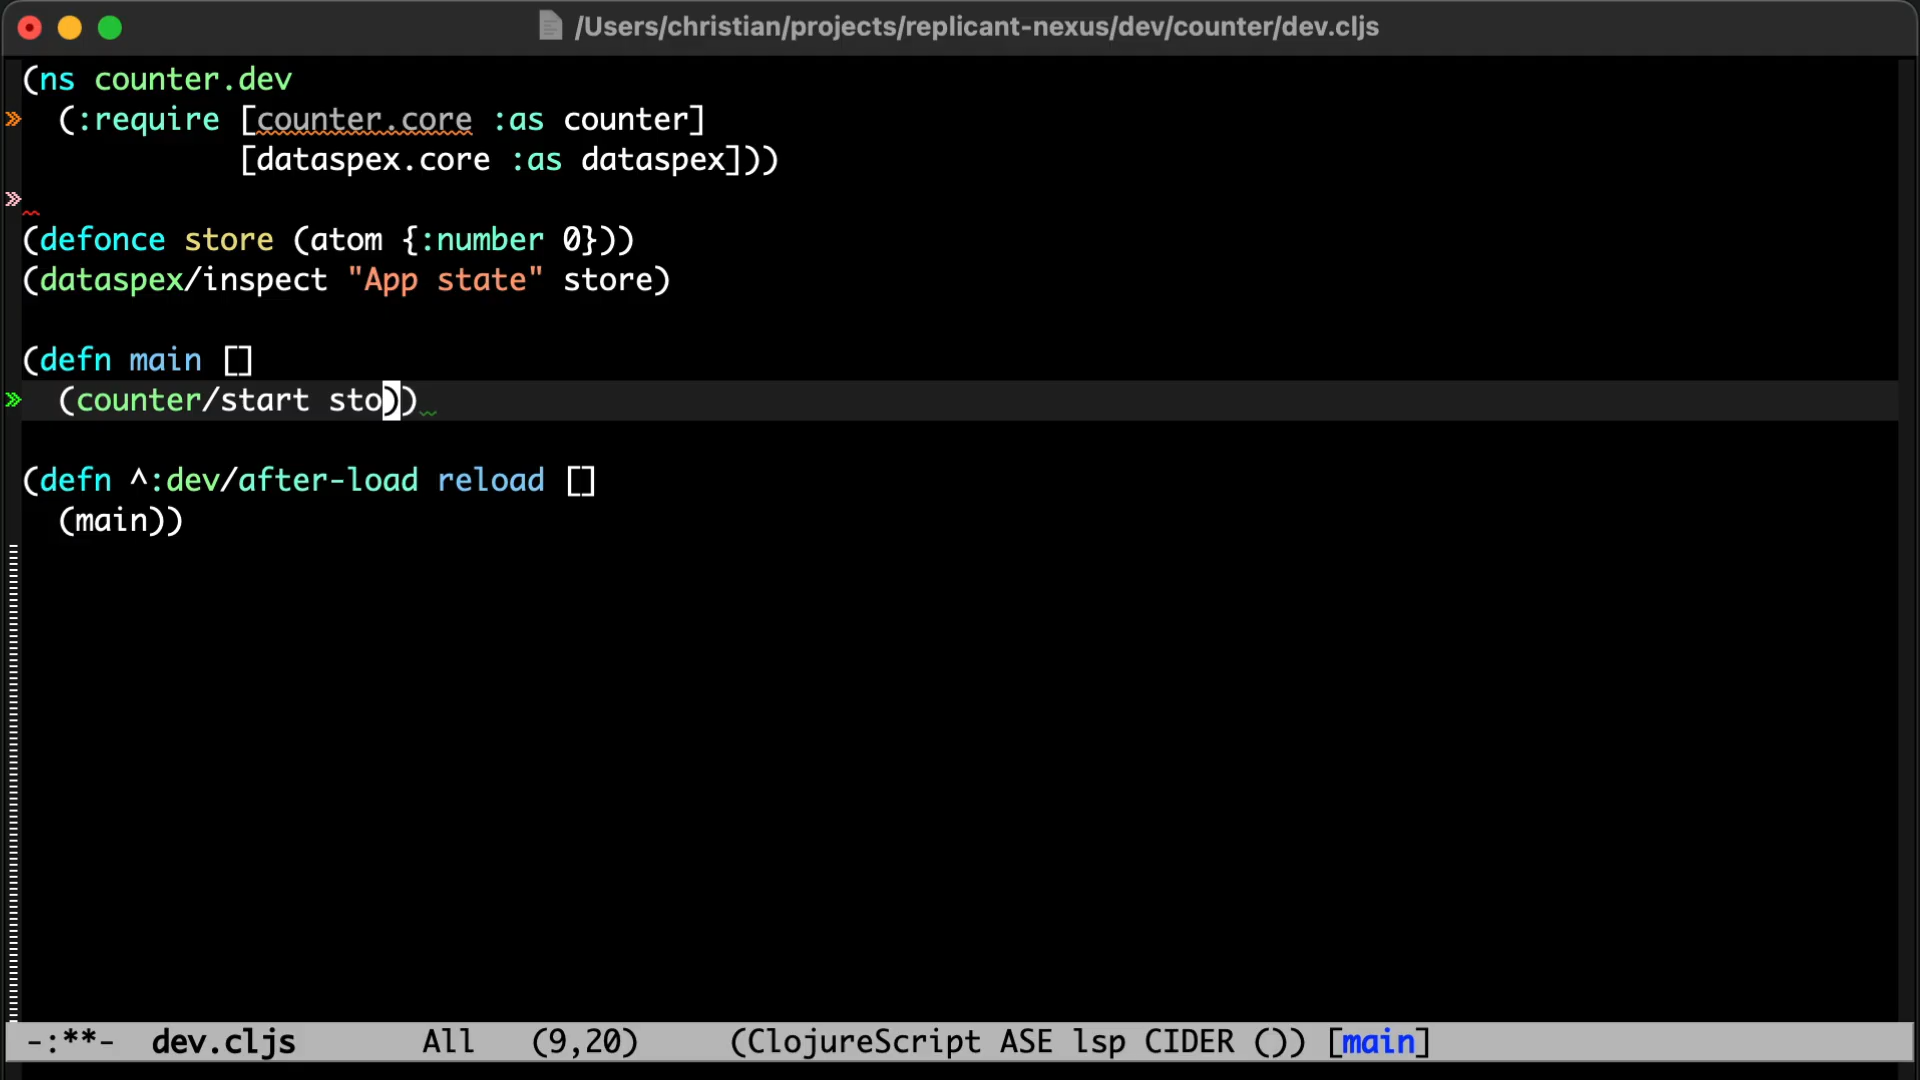 /Users/christian/projects/replicant-nexus/dev/counter/dev.cljs
(ns counter.dev
  (:require [counter.core :as counter]
            [dataspex.core :as dataspex]))

(defonce store (atom {:number 0}))
(dataspex/inspect "App state" store)

(defn main []
  (counter/start sto))

(defn ^:dev/after-load reload []
  (main))
-:**-  dev.cljs       All   (9,20)     (ClojureScript ASE lsp CIDER ()) [main]